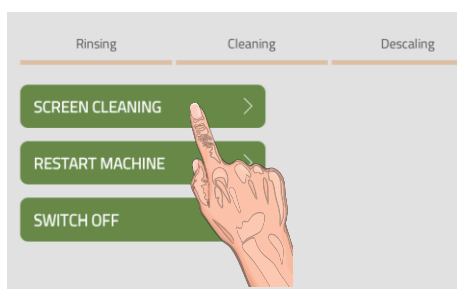 Rinsing Cleaning Descaling
SCREEN CLEANING
RESTART MACHINE
SWITCH OFF